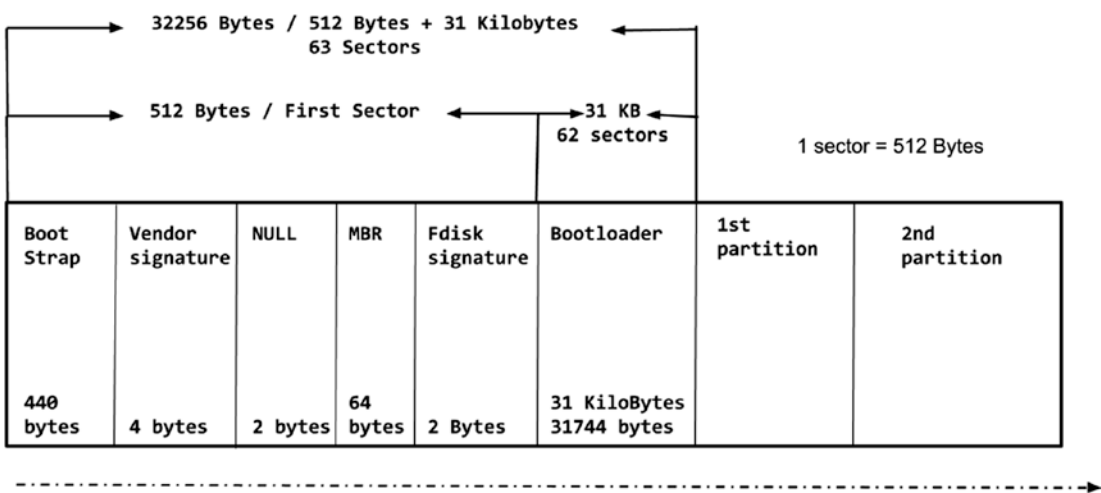 32256 Bytes / 512 Bytes + 31 Kilobytes
63 Sectors
512 Bytes / First Sector
31 KB
62 sectors
1 sector = 512 Bytes
Boot
Strap
440
bytes
Vendor
signature
4 bytes
NULL
2 bytes
MBR
64
bytes
Fdisk
signature
2 Bytes
Bootloader
31 KiloBytes
31744 bytes
1st
partition
2nd
partition